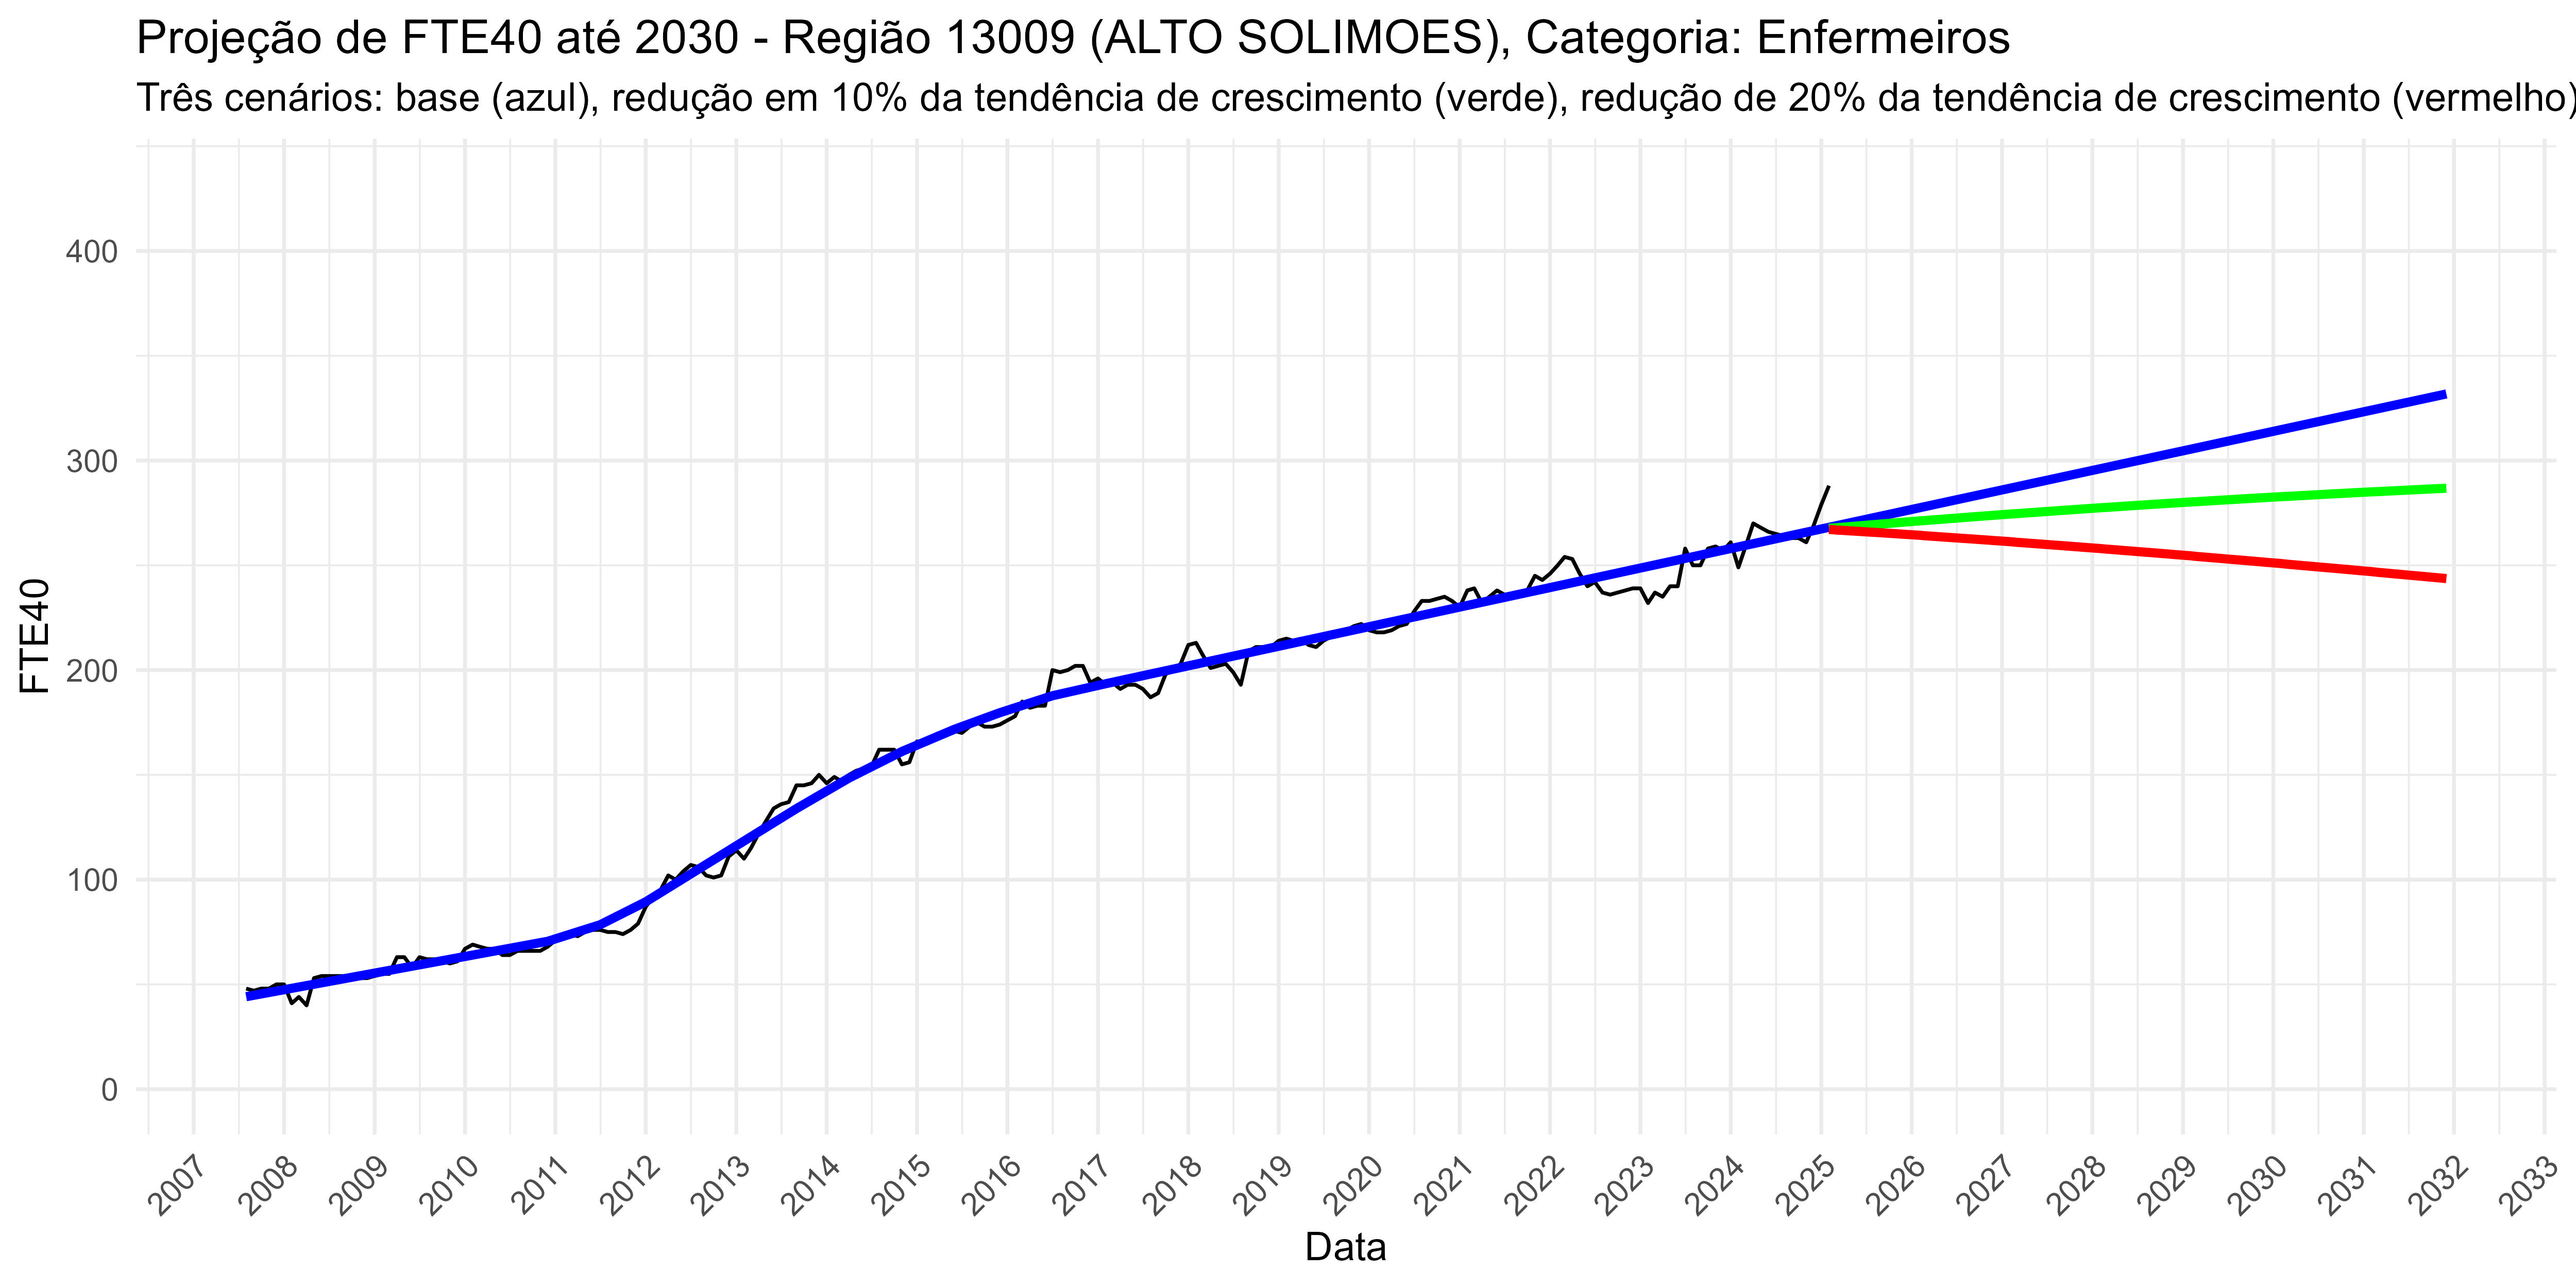 Projeção de FTE40 até 2030 - Região 13009 (ALTO SOLIMOES), Categoria: Enfermeiros
Três cenários: base (azul), redução em 10% da tendência de crescimento (verde), redução de 20% da tendência de crescimento (vermelho)
400
300
200
100
0
FTE40
2007 2008 2009 2010 2011 2012 2013 2014 2015 2016 2017 2018 2019 2020 2021 2022 2023 2024 2025 2026 2027 2028 2029 2030 2031 2032 2033
Data